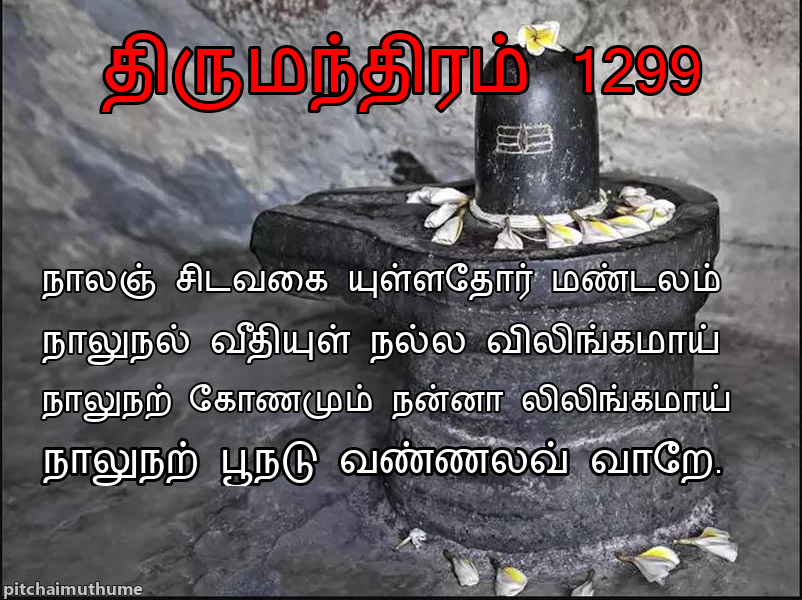 திருமந்திரம் 1299
நாலஞ் சிடவகை யுள்ளதோர் மண்டலம்
நாலுநல் வீதியுள் நல்ல விலிங்கமாய்
நாலுநற் கோணமும் நன்னா லிலிங்கமாய்
நாலுநற் பூநடு வண்ணலவ் வாறே.
pitchaimuthume